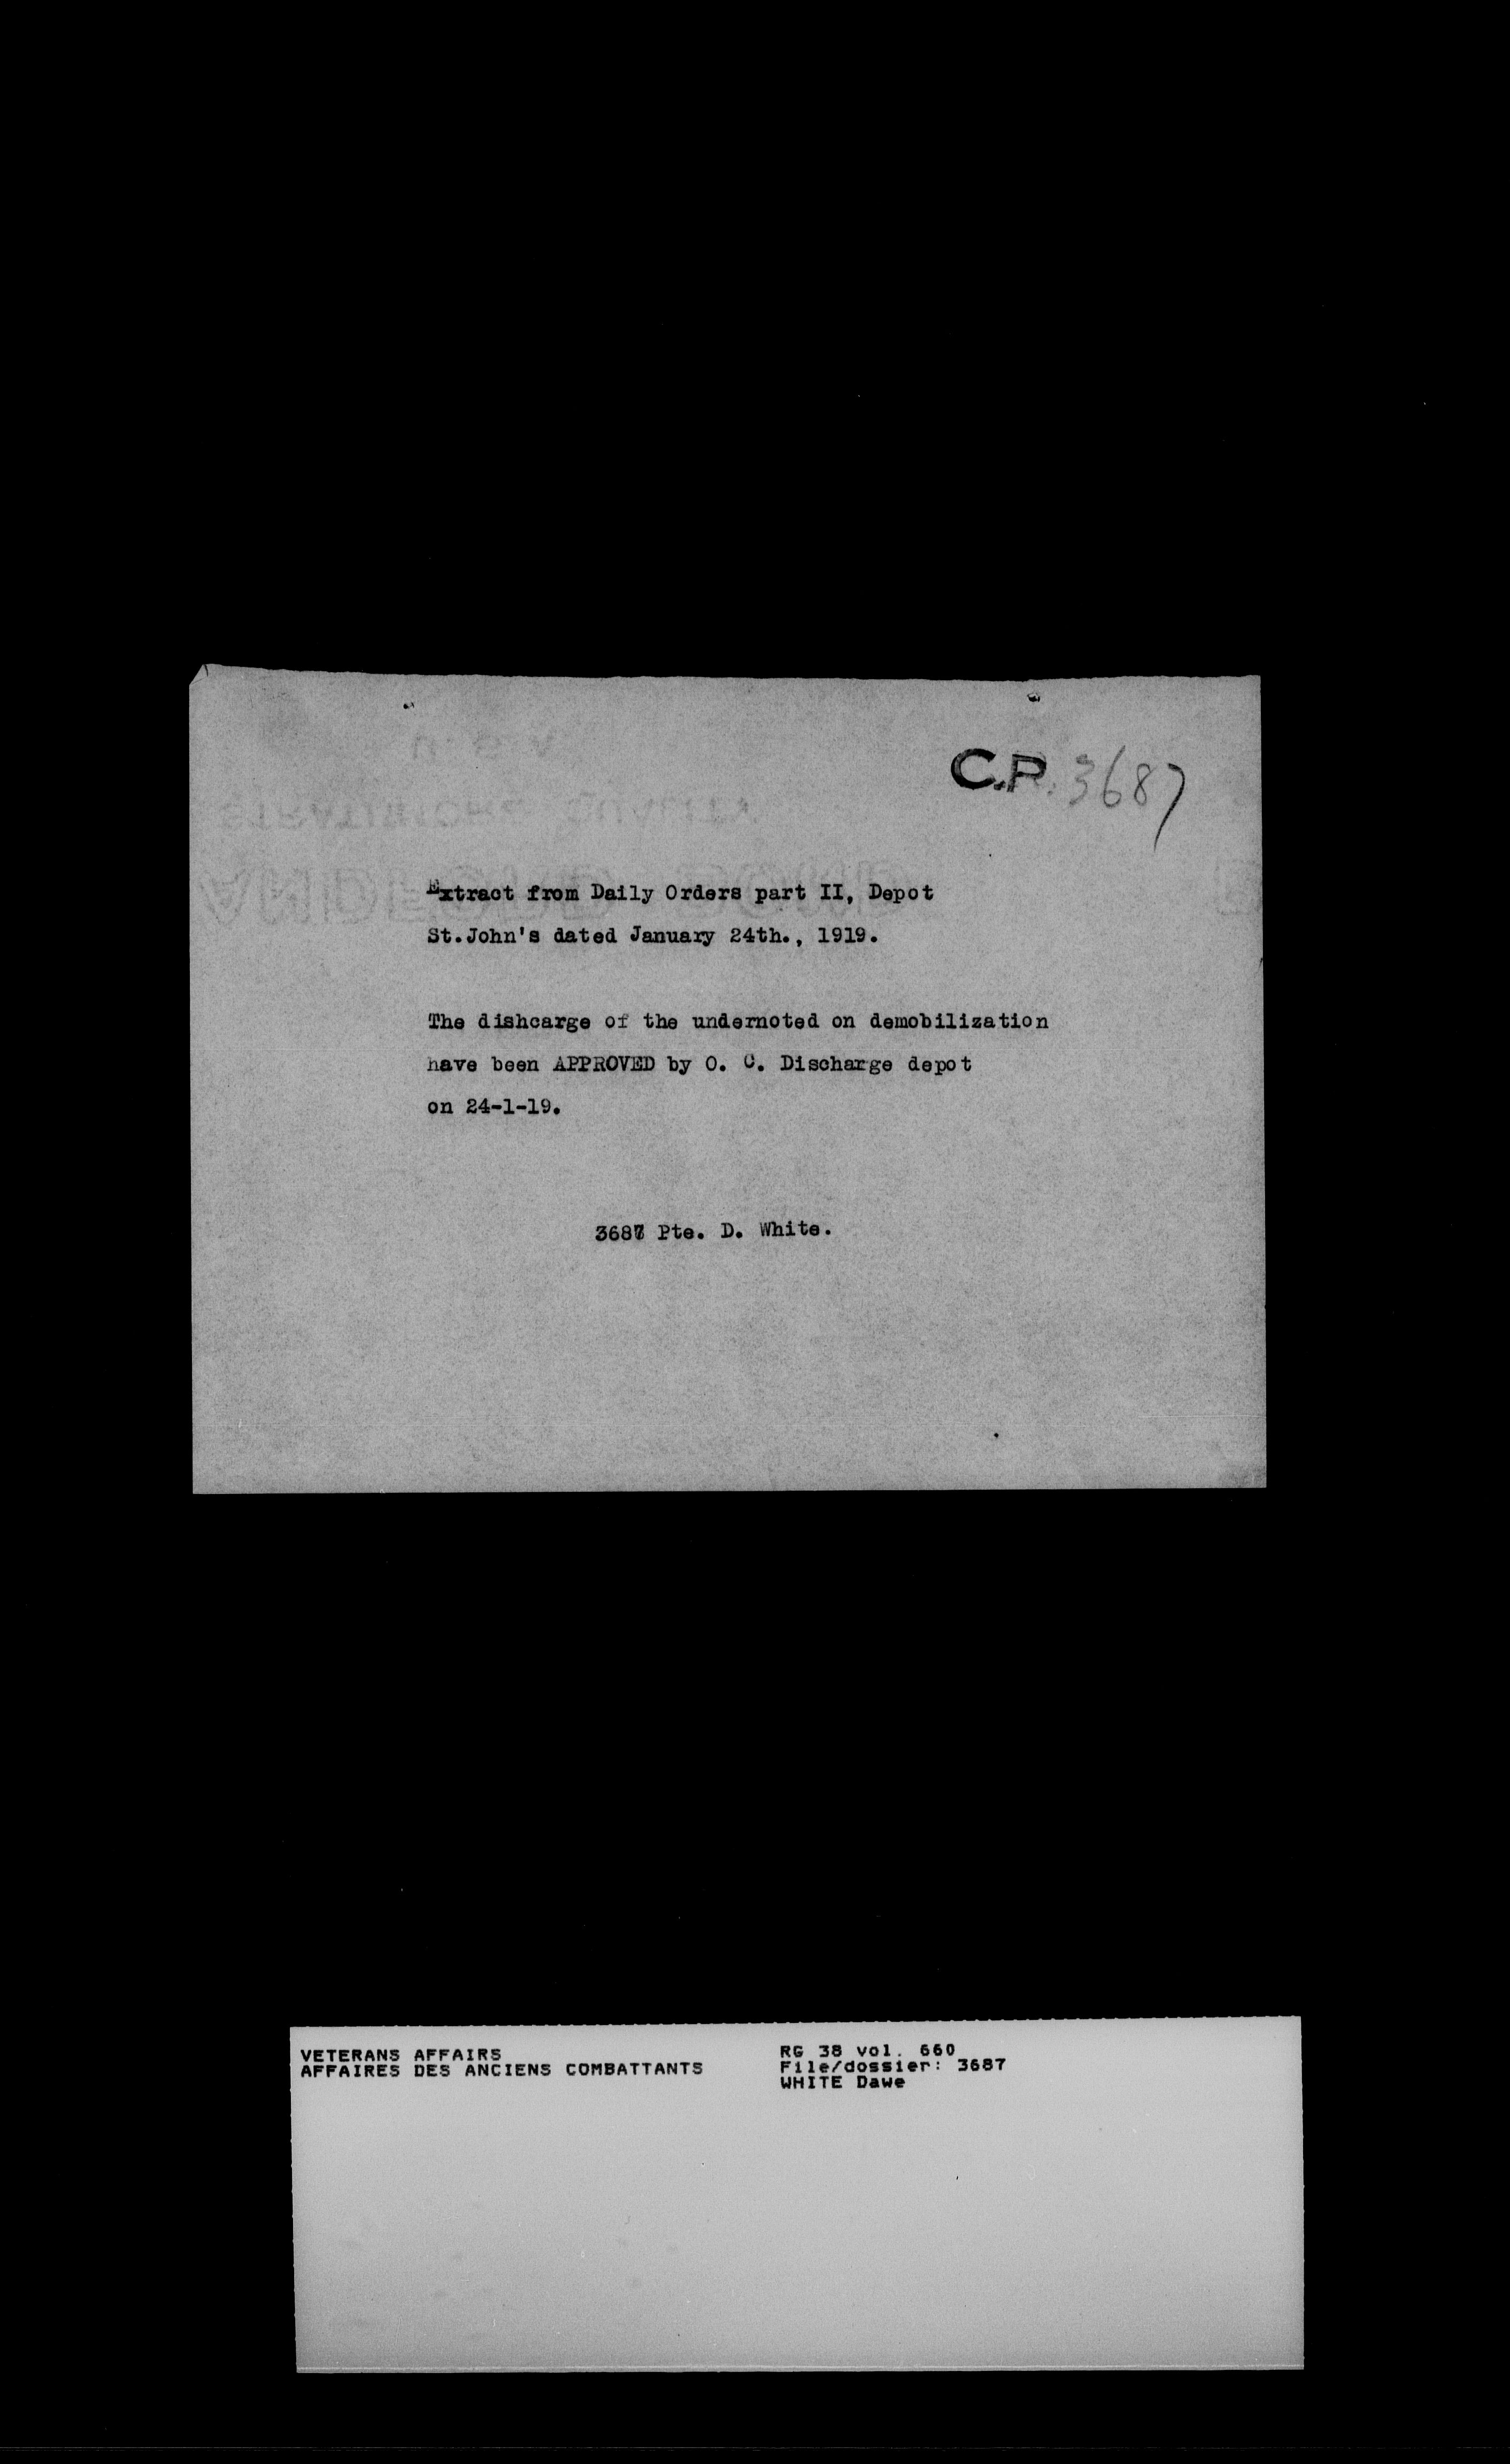 C.R. 3687
Extract from Daily Orders part II, Depot
St.John's dated January 24th., 1919.
The dishcarge of the undernoted on demobilization
have been APPROVED by O. C. Discharge depot
on 24-1-19.
3687 Pte. D. White.
VETERANS AFFAIRS
AFFAIRES DES ANCIENS COMBATTANTS
RG 38 vol. 660
File/dossier: 3687
WHITE Dawe